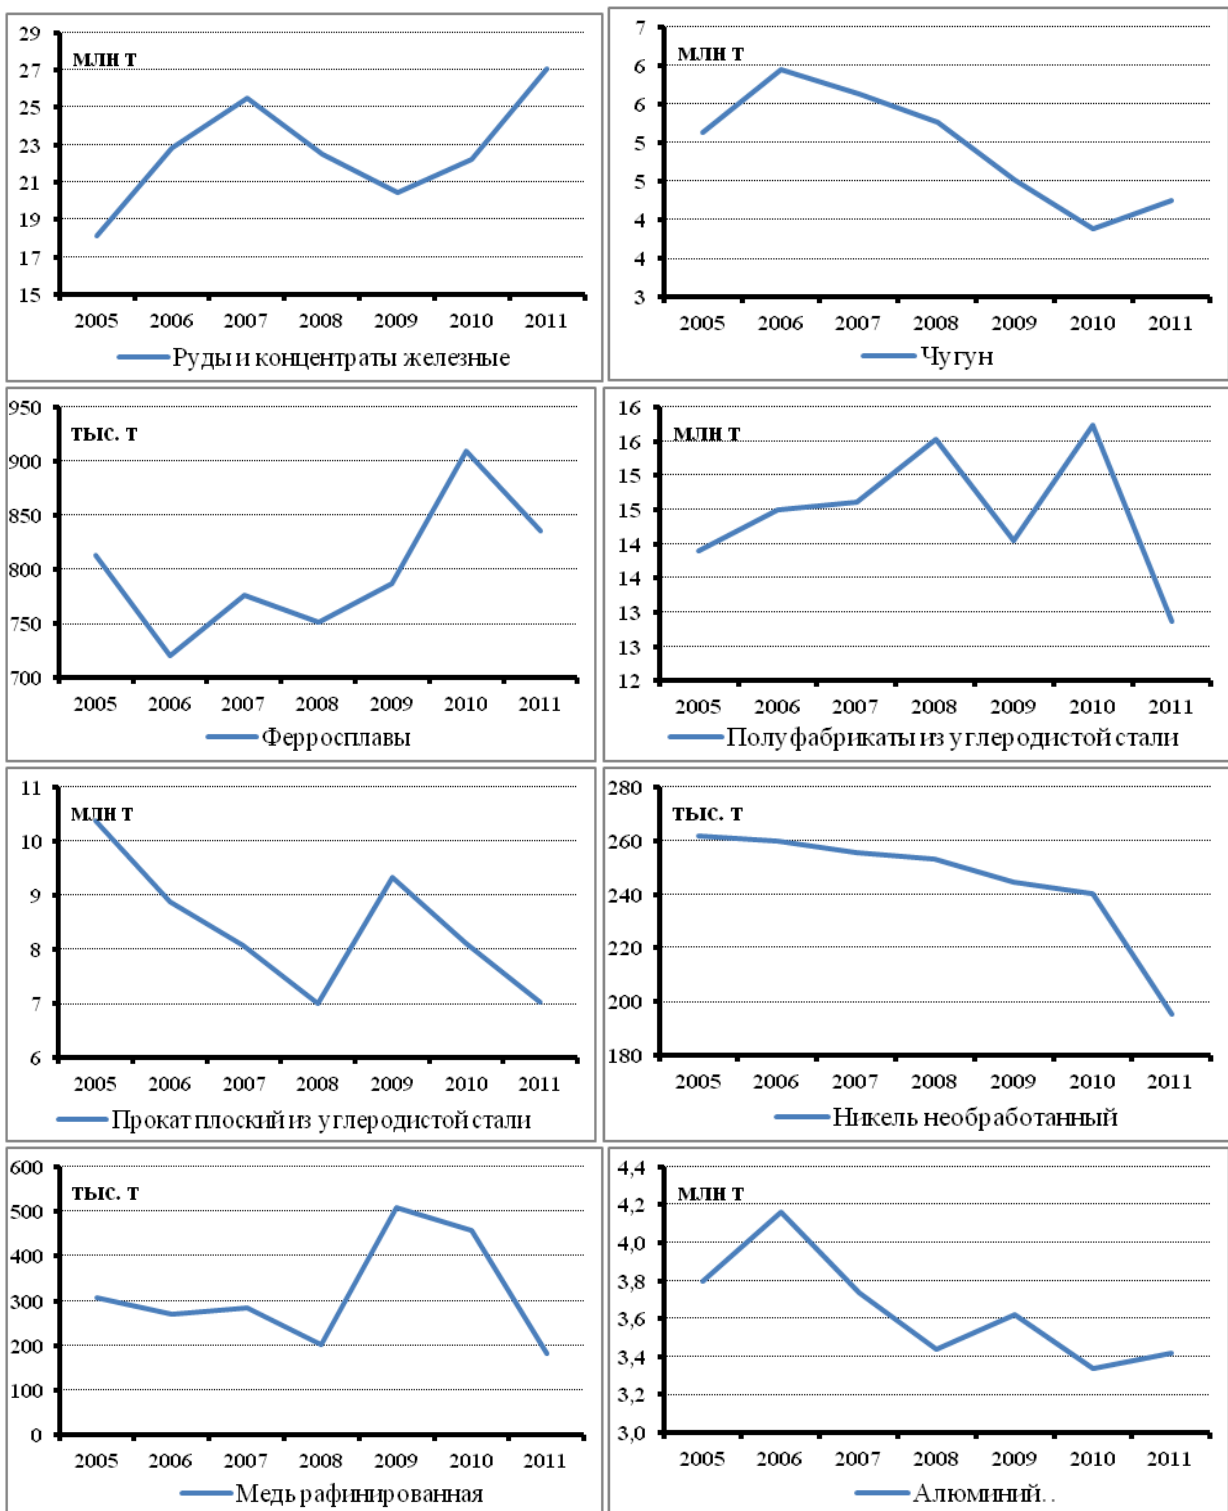 млн т
29
27
25
23
21
19
17
15
2005 2006 2007 2008 2009 2010 2011
Руды и концентраты железные
млн т
7
6
6
5
5
4
4
3
2005 2006 2007 2008 2009 2010 2011
Чугун
тыс. т
950
900
850
800
750
700
2005 2006 2007 2008 2009 2010 2011
Ферросплавы
млн т
16
16
15
15
14
14
13
13
12
2005 2006 2007 2008 2009 2010 2011
Полуфабрикаты из углеродистой стали
млн т
11
10
9
8
7
6
2005 2006 2007 2008 2009 2010 2011
Прокат плоский из углеродистой стали
тыс. т
280
260
240
220
200
180
2005 2006 2007 2008 2009 2010 2011
Никель необработанный
тыс. т
600
500
400
300
200
100
0
2005 2006 2007 2008 2009 2010 2011
Медь рафинированная
млн т
4,4
4,2
4,0
3,8
3,6
3,4
3,2
3,0
2005 2006 2007 2008 2009 2010 2011
Алюминий..